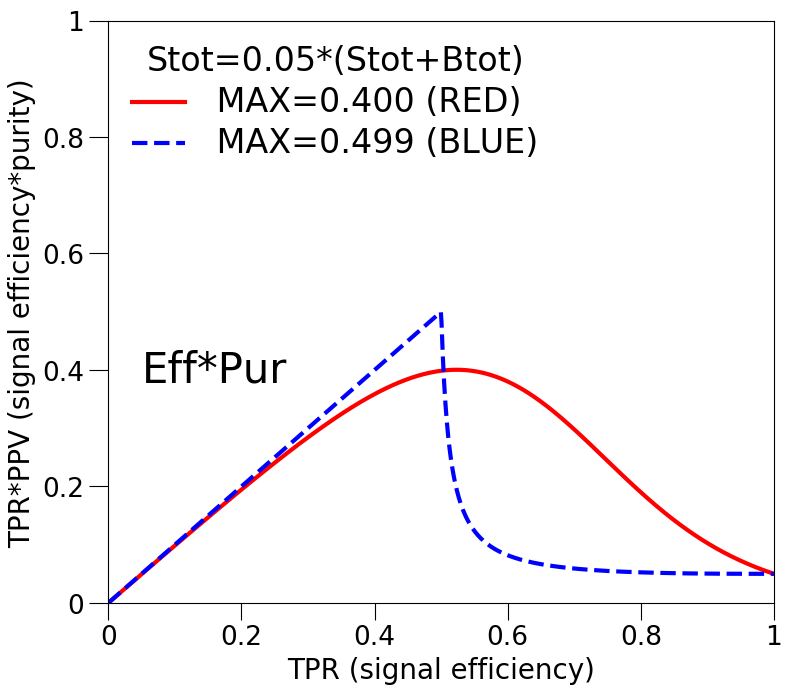 1
Stot=0.05*(Stot+Btot)
MAX=0.400 (RED)
MAX=0.499 (BLUE)
0.8
0.6
0.4
0.2
0
Eff*Pur
TPR*PPV (signal efficiency*purity)
0 0.2 0.4 0.6 0.8 1
TPR (signal efficiency)